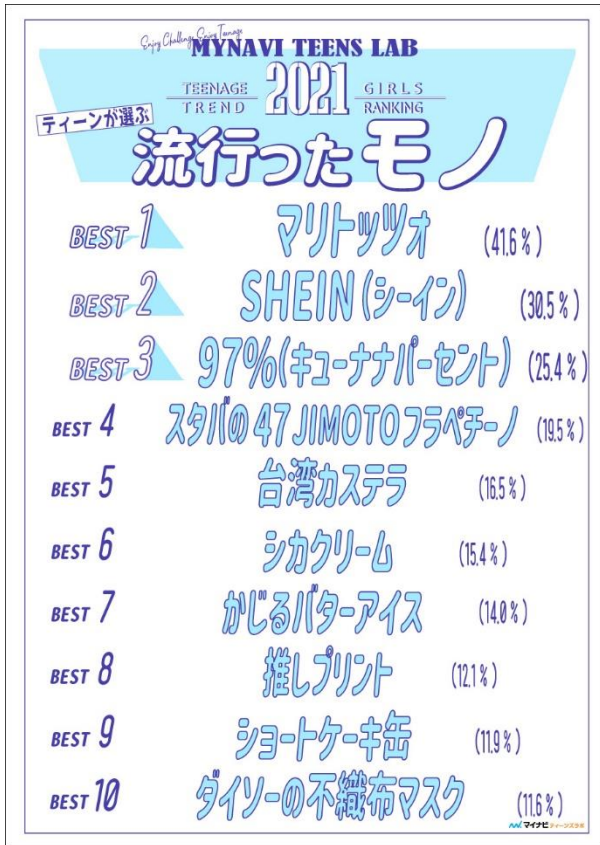 Enjoy Challenge, Enjoy Teenage
MYNAVI TEENS LAB
TEENAGE TREND 2021 GIRLS RANKING
ティーンが選ぶ
流行ったモノ
BEST 1 マリトッツォ (41.6%)
BEST 2 SHEIN(シーイン) (30.5%)
BEST 3 97%(キューナナパーセント) (25.4%)
BEST 4 スタバの47 JIMOTOフラペチーノ (19.5%)
BEST 5 台湾カステラ (16.5%)
BEST 6 シカクリーム (15.4%)
BEST 7 かじるバターアイス (14.0%)
BEST 8 推しプリント (12.1%)
BEST 9 ショートケーキ缶 (11.9%)
BEST 10 ダイソーの不織布マスク (11.6%)
マイナビティーンズラボ